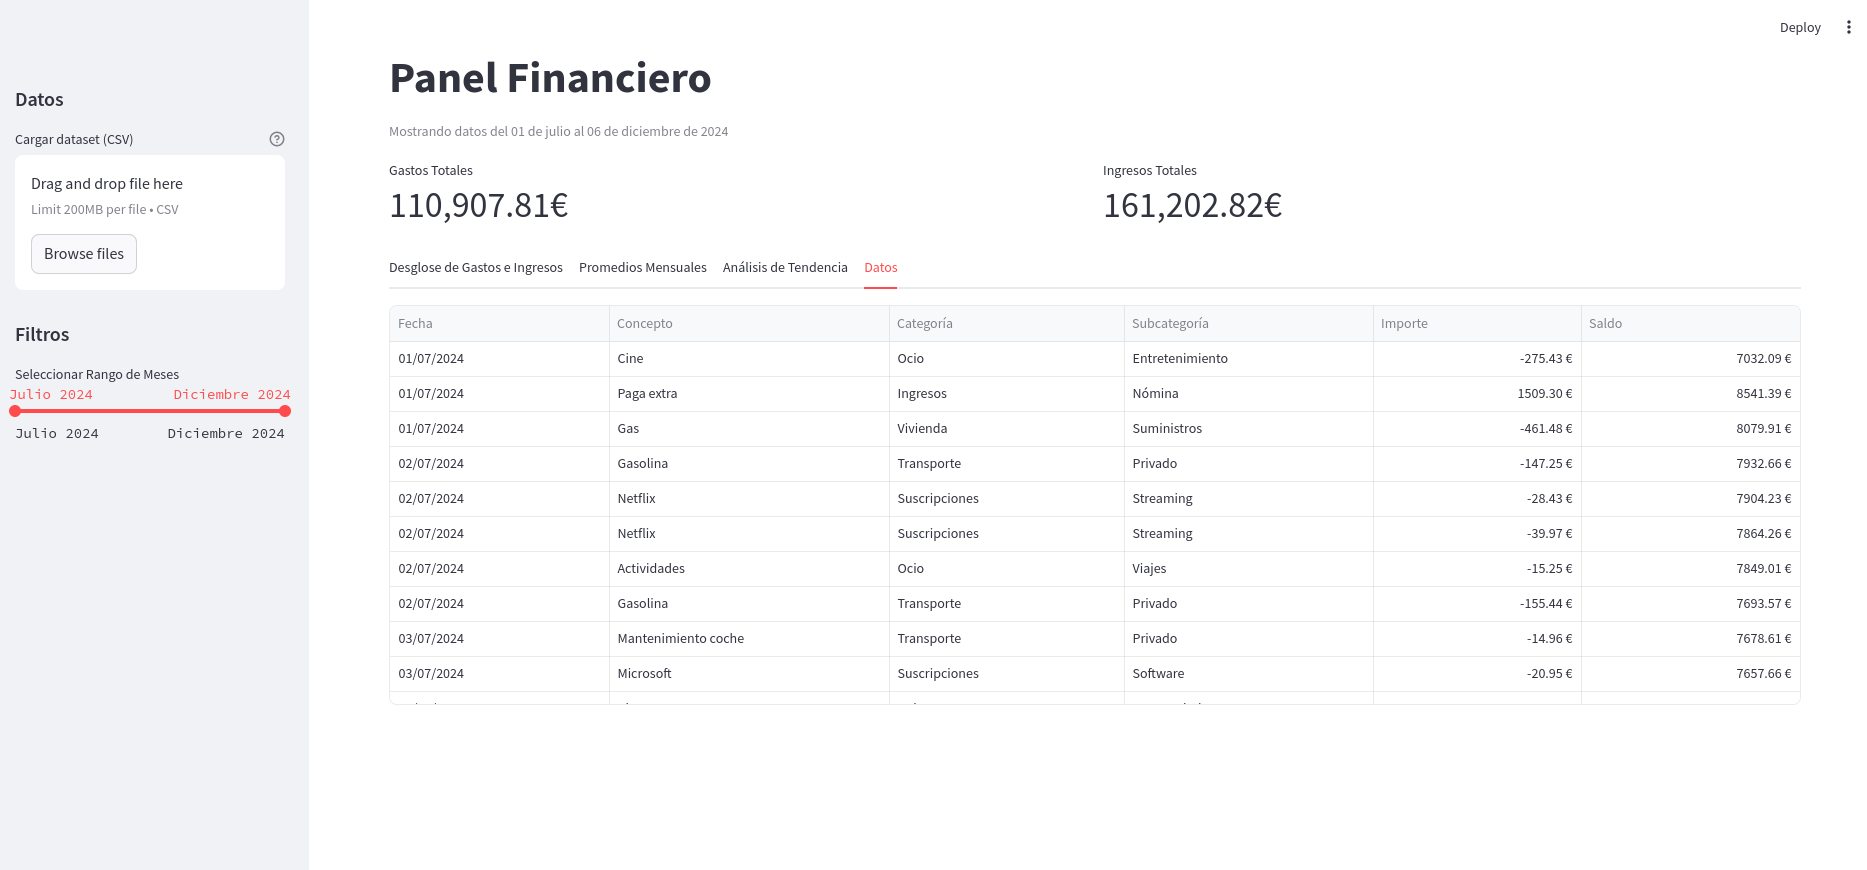 Deploy
Datos
Cargar dataset (CSV)
Drag and drop file here
Limit 200MB per file • CSV
Browse files
Filtros
Seleccionar Rango de Meses
Julio 2024 Diciembre 2024
Julio 2024 Diciembre 2024
Panel Financiero
Mostrando datos del 01 de julio al 06 de diciembre de 2024
Gastos Totales Ingresos Totales
110,907.81€ 161,202.82€
Desglose de Gastos e Ingresos Promedios Mensuales Análisis de Tendencia Datos
Fecha Concepto Categoría Subcategoría Importe Saldo
01/07/2024 Cine Ocio Entretenimiento -275.43 € 7032.09 €
01/07/2024 Paga extra Ingresos Nómina 1509.30 € 8541.39 €
01/07/2024 Gas Vivienda Suministros -461.48 € 8079.91 €
02/07/2024 Gasolina Transporte Privado -147.25 € 7932.66 €
02/07/2024 Netflix Suscripciones Streaming -28.43 € 7904.23 €
02/07/2024 Netflix Suscripciones Streaming -39.97 € 7864.26 €
02/07/2024 Actividades Ocio Viajes -15.25 € 7849.01 €
02/07/2024 Gasolina Transporte Privado -155.44 € 7693.57 €
03/07/2024 Mantenimiento coche Transporte Privado -14.96 € 7678.61 €
03/07/2024 Microsoft Suscripciones Software -20.95 € 7657.66 €